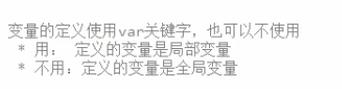 变量的定义使用var关键字，也可以不使用
* 用： 定义的变量是局部变量
* 不用：定义的变量是全局变量